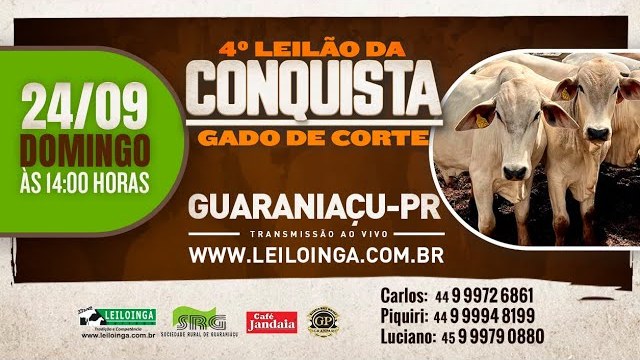 24/09
DOMINGO
ÀS 14:00 HORAS
4º LEILÃO DA
CONQUISTA
GADO DE CORTE
GUARANIAÇU-PR
TRANSMISSÃO AO VIVO
WWW.LEILOINGA.COM.BR
LEILOINGA
Tradição e Competência
www.leiloinga.com.br
SRG
SOCIEDADE RURAL DE GUARANIAÇU
Café
Jandaia
GP
Carlos: 44 9 9972 6861
Piquiri: 44 9 9994 8199
Luciano: 45 9 9979 0880